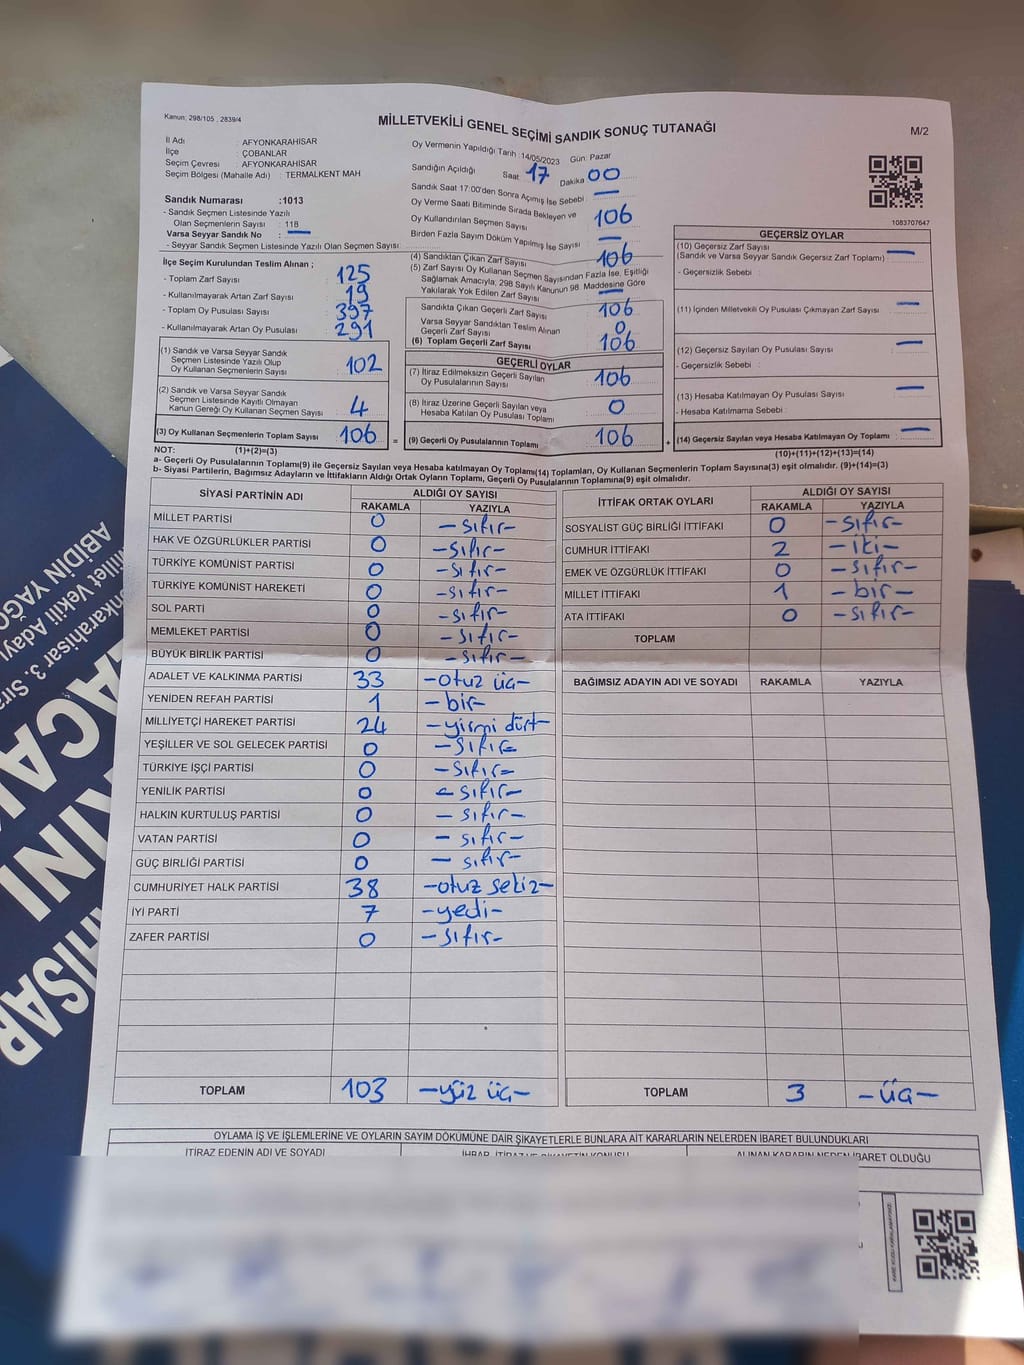 Kanun; 298/105 , 2839/4
MİLLETVEKİLİ GENEL SEÇİMİ SANDIK SONUÇ TUTANAĞI
M/2
İl Adı : AFYONKARAHİSAR
İlçe : ÇOBANLAR
Seçim Çevresi : AFYONKARAHİSAR
Seçim Bölgesi (Mahalle Adı) : TERMALKENT MAH
Sandık Numarası :1013
- Sandık Seçmen Listesinde Yazılı
Olan Seçmenlerin Sayısı : 118
Varsa Seyyar Sandık No : —
- Seyyar Sandık Seçmen Listesinde Yazılı Olan Seçmen Sayısı:
Oy Vermenin Yapıldığı Tarih :14/05/2023 Gün: Pazar
Sandığın Açıldığı Saat 17 Dakika 00
Sandık Saat 17:00'den Sonra Açımış İse Sebebi —
Oy Verme Saati Bitiminde Sırada Bekleyen ve
Oy Kullandırılan Seçmen Sayısı 106
Birden Fazla Sayım Döküm Yapılmış İse Sayısı —
1083707647
İlçe Seçim Kurulundan Teslim Alınan ;
- Toplam Zarf Sayısı 125
- Kullanılmayarak Artan Zarf Sayısı 19
- Toplam Oy Pusulası Sayısı 397
- Kullanılmayarak Artan Oy Pusulası 291
(1) Sandık ve Varsa Seyyar Sandık
Seçmen Listesinde Yazılı Olup
Oy Kullanan Seçmenlerin Sayısı 102
(2) Sandık ve Varsa Seyyar Sandık
Seçmen Listesinde Kayıtlı Olmayan
Kanun Gereği Oy Kullanan Seçmen Sayısı 4
(3) Oy Kullanan Seçmenlerin Toplam Sayısı 106 =
(4) Sandıktan Çıkan Zarf Sayısı 106
(5) Zarf Sayısı Oy Kullanan Seçmen Sayısından Fazla İse, Eşitliği
Sağlamak Amacıyla, 298 Sayılı Kanunun 98. Maddesine Göre
Yakılarak Yok Edilen Zarf Sayısı —
Sandıkta Çıkan Geçerli Zarf Sayısı 106
Varsa Seyyar Sandıktan Teslim Alınan
Geçerli Zarf Sayısı 0
(6) Toplam Geçerli Zarf Sayısı 106
GEÇERLİ OYLAR
(7) İtiraz Edilmeksizin Geçerli Sayılan
Oy Pusulalarının Sayısı 106
(8) İtiraz Üzerine Geçerli Sayılan veya
Hesaba Katılan Oy Pusulası Toplamı 0
(9) Geçerli Oy Pusulalarının Toplamı 106 +
GEÇERSİZ OYLAR
(10) Geçersiz Zarf Sayısı
(Sandık ve Varsa Seyyar Sandık Geçersiz Zarf Toplamı) —
- Geçersizlik Sebebi :
(11) İçinden Milletvekili Oy Pusulası Çıkmayan Zarf Sayısı —
(12) Geçersiz Sayılan Oy Pusulası Sayısı —
- Geçersizlik Sebebi :
(13) Hesaba Katılmayan Oy Pusulası Sayısı —
- Hesaba Katılmama Sebebi :
(14) Geçersiz Sayılan veya Hesaba Katılmayan Oy Toplamı —
NOT: (1)+(2)=(3) (10)+(11)+(12)+(13)=(14)
a- Geçerli Oy Pusulalarının Toplamı(9) ile Geçersiz Sayılan veya Hesaba katılmayan Oy Toplamı(14) Toplamları, Oy Kullanan Seçmenlerin Toplam Sayısına(3) eşit olmalıdır. (9)+(14)=(3)
b- Siyasi Partilerin, Bağımsız Adayların ve İttifakların Aldığı Ortak Oyların Toplamı, Geçerli Oy Pusulalarının Toplamına(9) eşit olmalıdır.
SİYASİ PARTİNİN ADI ALDIĞI OY SAYISI
RAKAMLA YAZIYLA
MİLLET PARTİSİ 0 — sıfır —
HAK VE ÖZGÜRLÜKLER PARTİSİ 0 — sıfır —
TÜRKİYE KOMÜNİST PARTİSİ 0 — sıfır —
TÜRKİYE KOMÜNİST HAREKETİ 0 — sıfır —
SOL PARTİ 0 — sıfır —
MEMLEKET PARTİSİ 0 — sıfır —
BÜYÜK BİRLİK PARTİSİ 0 — sıfır —
ADALET VE KALKINMA PARTİSİ 33 — otuz üç —
YENİDEN REFAH PARTİSİ 1 — bir —
MİLLİYETÇİ HAREKET PARTİSİ 24 — yirmi dört —
YEŞİLLER VE SOL GELECEK PARTİSİ 0 — sıfır —
TÜRKİYE İŞÇİ PARTİSİ 0 — sıfır —
YENİLİK PARTİSİ 0 — sıfır —
HALKIN KURTULUŞ PARTİSİ 0 — sıfır —
VATAN PARTİSİ 0 — sıfır —
GÜÇ BİRLİĞİ PARTİSİ 0 — sıfır —
CUMHURİYET HALK PARTİSİ 38 — otuz sekiz —
İYİ PARTİ 7 — yedi —
ZAFER PARTİSİ 0 — sıfır —
TOPLAM 103 — yüz üç —
İTTİFAK ORTAK OYLARI ALDIĞI OY SAYISI
RAKAMLA YAZIYLA
SOSYALİST GÜÇ BİRLİĞİ İTTİFAKI 0 — sıfır —
CUMHUR İTTİFAKI 2 — iki —
EMEK VE ÖZGÜRLÜK İTTİFAKI 0 — sıfır —
MİLLET İTTİFAKI 1 — bir —
ATA İTTİFAKI 0 — sıfır —
TOPLAM
BAĞIMSIZ ADAYIN ADI VE SOYADI RAKAMLA YAZIYLA
TOPLAM 3 — üç —
OYLAMA İŞ VE İŞLEMLERİNE VE OYLARIN SAYIM DÖKÜMÜNE DAİR ŞİKAYETLERLE BUNLARA AİT KARARLARIN NELERDEN İBARET BULUNDUKLARI
İTİRAZ EDENİN ADI VE SOYADI İHBAR, İTİRAZ VE ŞİKAYETİN KONUSU ALINAN KARARIN NEDEN İBARET OLDUĞU
onkarahisar 3. Sıra
Millet Vekili Adayı
ABİDİN YAĞC
HİSAR